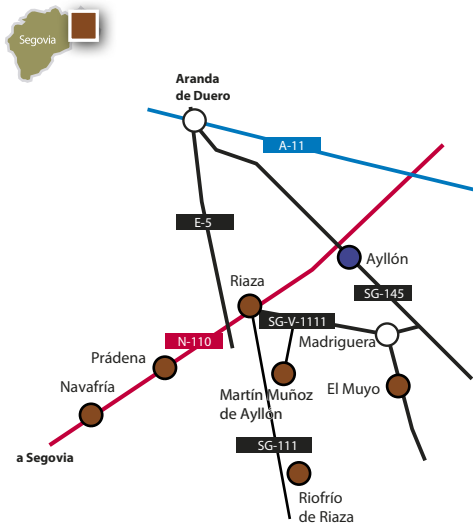 Segovia
Aranda
de Duero
A-11
E-5
Ayllón
Riaza
SG-145
SG-V-1111
N-110
Madriguera
Prádena
Navafría
Martín Muñoz
de Ayllón
El Muyo
SG-111
a Segovia
Riofrío
de Riaza